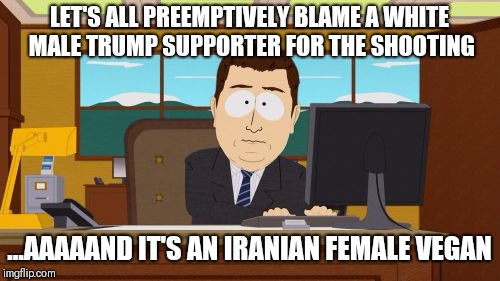 LET'S ALL PREEMPTIVELY BLAME A WHITE
MALE TRUMP SUPPORTER FOR THE SHOOTING
...AAAAAND IT'S AN IRANIAN FEMALE VEGAN
imgflip.com